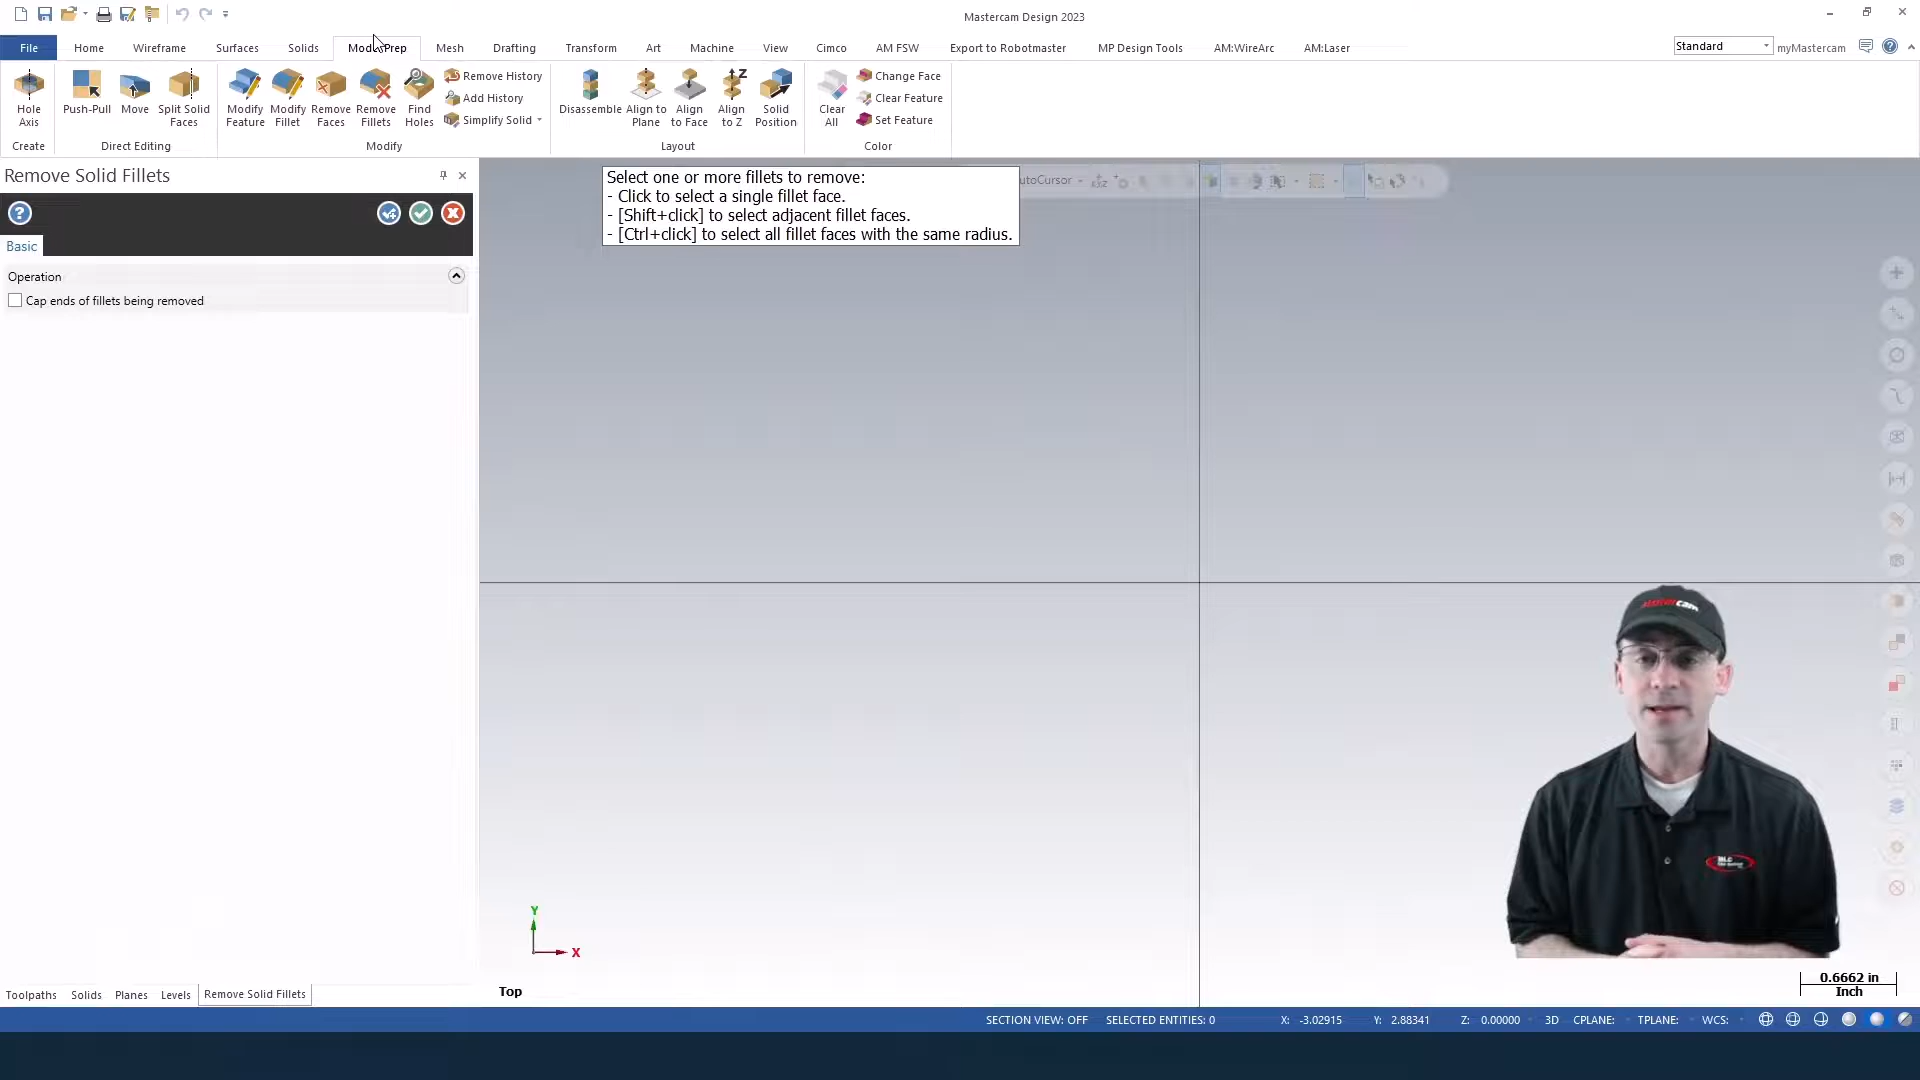 Mastercam Design 2023
File
Home
Wireframe
Surfaces
Solids
Model Prep
Mesh
Drafting
Transform
Art
Machine
View
Cimco
AM FSW
Export to Robotmaster
MP Design Tools
AM:WireArc
AM:Laser
Standard
myMastercam
Hole
Axis
Create
Push-Pull
Move
Split Solid
Faces
Direct Editing
Modify
Feature
Modify
Fillet
Remove
Faces
Remove
Fillets
Find
Holes
Remove History
Add History
Simplify Solid
Modify
Disassemble
Align to
Plane
Align
to Face
Z
Align
to Z
Solid
Position
Layout
Clear
All
Change Face
Clear Feature
Set Feature
Color
Remove Solid Fillets
Basic
Operation
Cap ends of fillets being removed
Select one or more fillets to remove:
- Click to select a single fillet face.
- [Shift+click] to select adjacent fillet faces.
- [Ctrl+click] to select all fillet faces with the same radius.
utoCursor
mastercam
MLC
Y
X
Top
0.6662 in
Inch
Toolpaths
Solids
Planes
Levels
Remove Solid Fillets
SECTION VIEW: OFF
SELECTED ENTITIES: 0
X: -3.02915
Y: 2.88341
Z: 0.00000
3D
CPLANE:
TPLANE:
WCS: